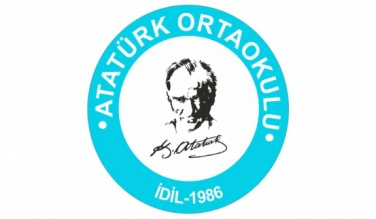 • ATATÜRK ORTAOKULU •
K. Atatürk
İDİL-1986